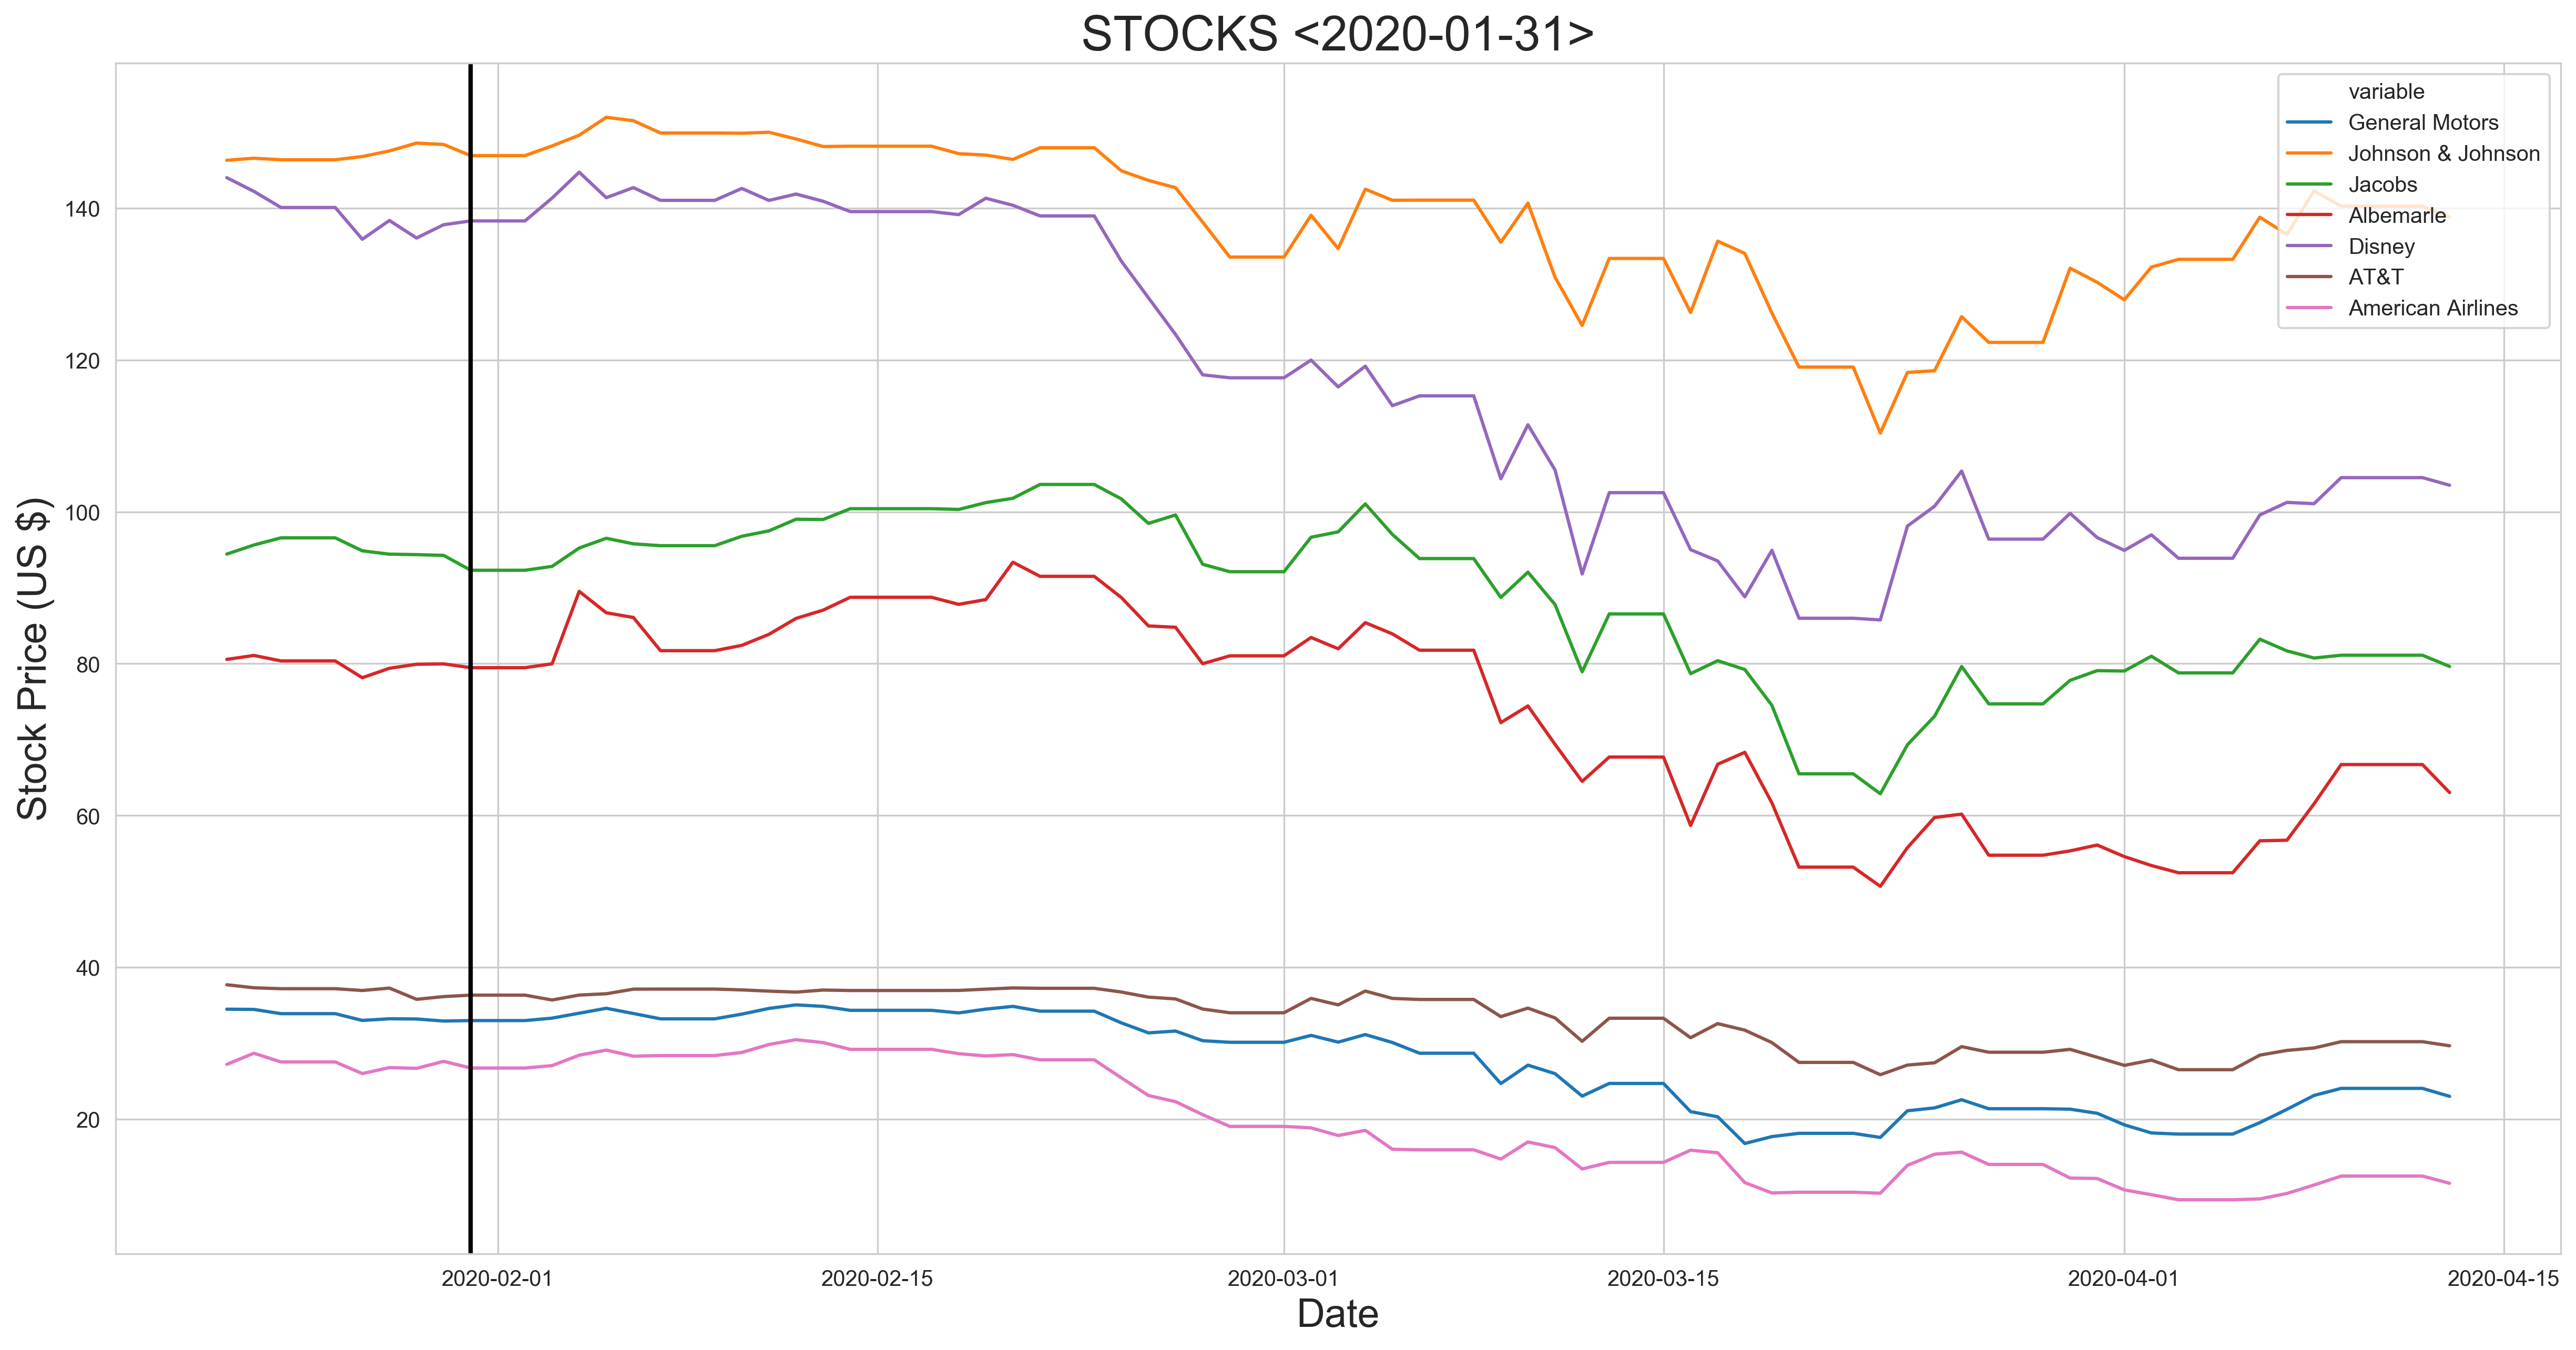 STOCKS <2020-01-31>
variable
General Motors
Johnson & Johnson
Jacobs
Albemarle
Disney
AT&T
American Airlines
Stock Price (US $)
140
120
100
80
60
40
20
2020-02-01
2020-02-15
2020-03-01
2020-03-15
2020-04-01
2020-04-15
Date